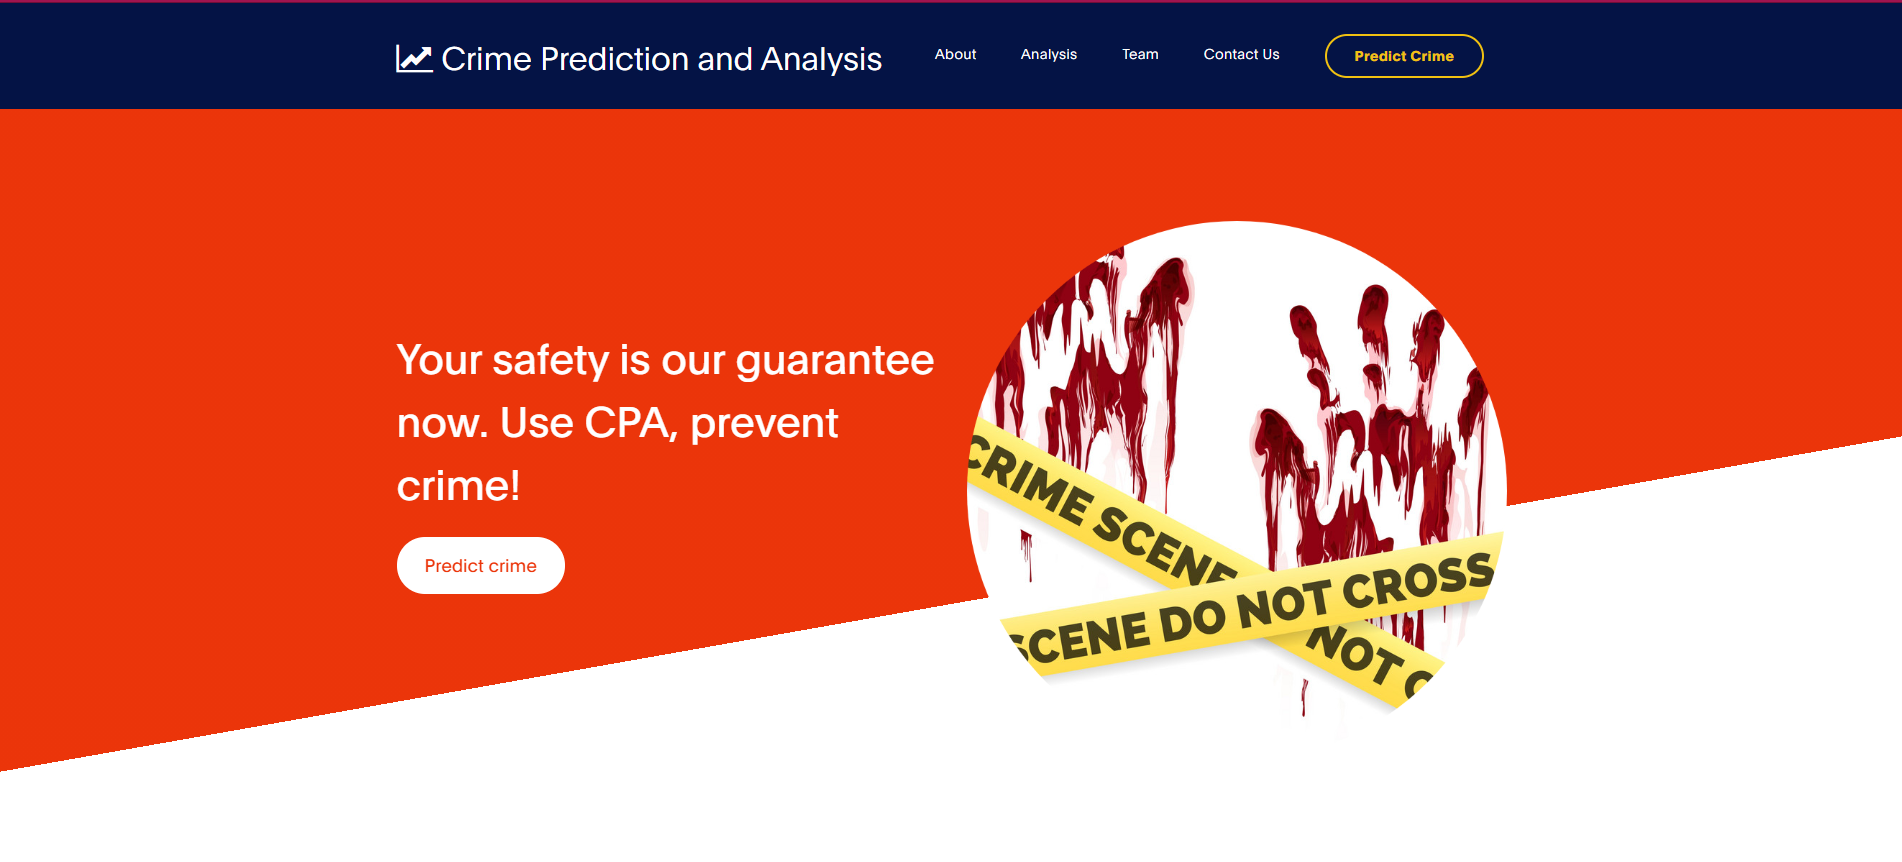 Crime Prediction and Analysis
About
Analysis
Team
Contact Us
Predict Crime
Your safety is our guarantee
now. Use CPA, prevent
crime!
Predict crime
CRIME SCENE
SCENE DO NOT CROSS
NOT C